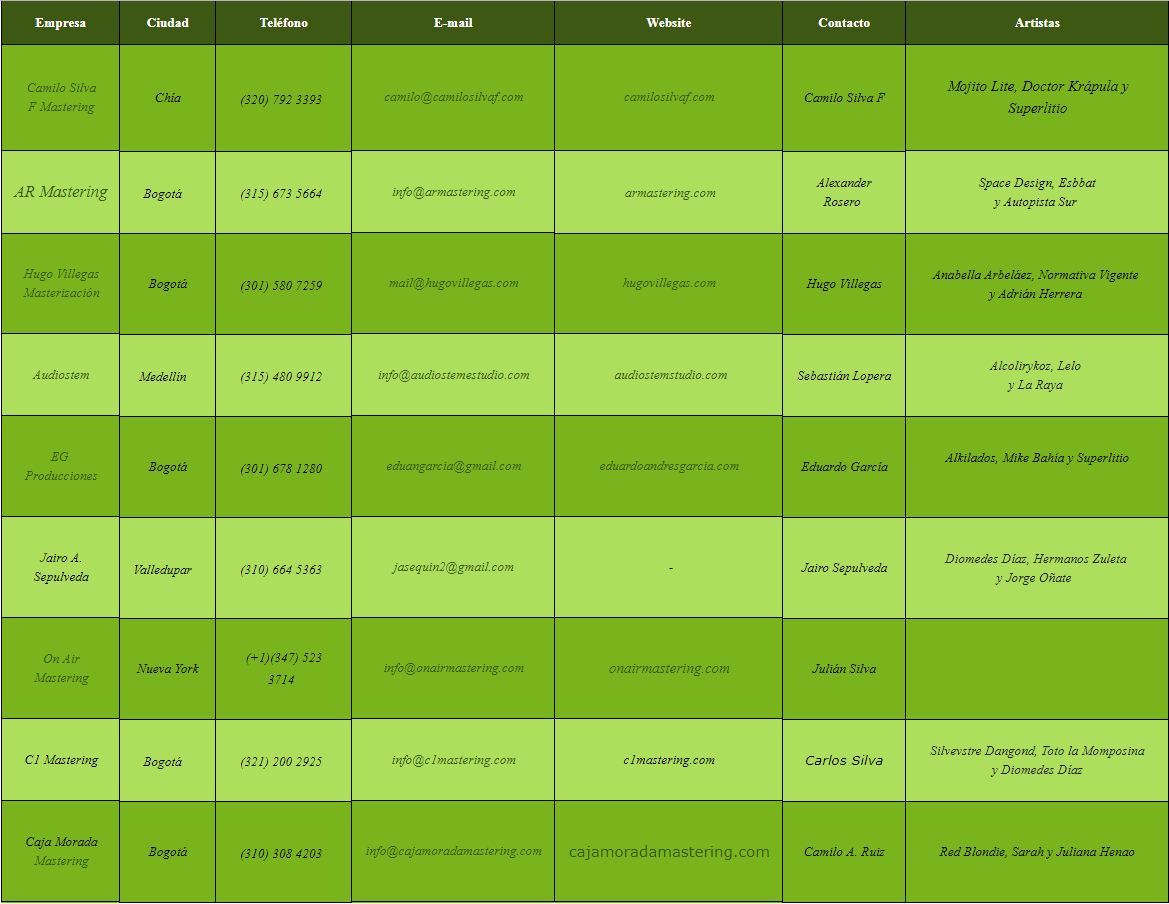 Empresa Ciudad Teléfono E-mail Website Contacto Artistas
Camilo Silva
F Mastering
Chía
(320) 792 3393
camilo@camilosilvaf.com
camilosilvaf.com
Camilo Silva F
Mojito Lite, Doctor Krápula y
Superlitio
AR Mastering
Bogotá
(315) 673 5664
info@armastering.com
armastering.com
Alexander
Rosero
Space Design, Esbbat
y Autopista Sur
Hugo Villegas
Masterización
Bogotá
(301) 580 7259
mail@hugovillegas.com
hugovillegas.com
Hugo Villegas
Anabella Arbeláez, Normativa Vigente
y Adrián Herrera
Audiostem
Medellín
(315) 480 9912
info@audiostemestudio.com
audiostemstudio.com
Sebastián Lopera
Alcolirykoz, Lelo
y La Raya
EG
Producciones
Bogotá
(301) 678 1280
eduangarcia@gmail.com
eduardoandresgarcia.com
Eduardo García
Alkilados, Mike Bahía y Superlitio
Jairo A.
Sepulveda
Valledupar
(310) 664 5363
jasequin2@gmail.com
-
Jairo Sepulveda
Diomedes Díaz, Hermanos Zuleta
y Jorge Oñate
On Air
Mastering
Nueva York
(+1)(347) 523
3714
info@onairmastering.com
onairmastering.com
Julián Silva
C1 Mastering
Bogotá
(321) 200 2925
info@c1mastering.com
c1mastering.com
Carlos Silva
Silvevstre Dangond, Toto la Momposina
y Diomedes Díaz
Caja Morada
Mastering
Bogotá
(310) 308 4203
info@cajamoradamastering.com
cajamoradamastering.com
Camilo A. Ruiz
Red Blondie, Sarah y Juliana Henao